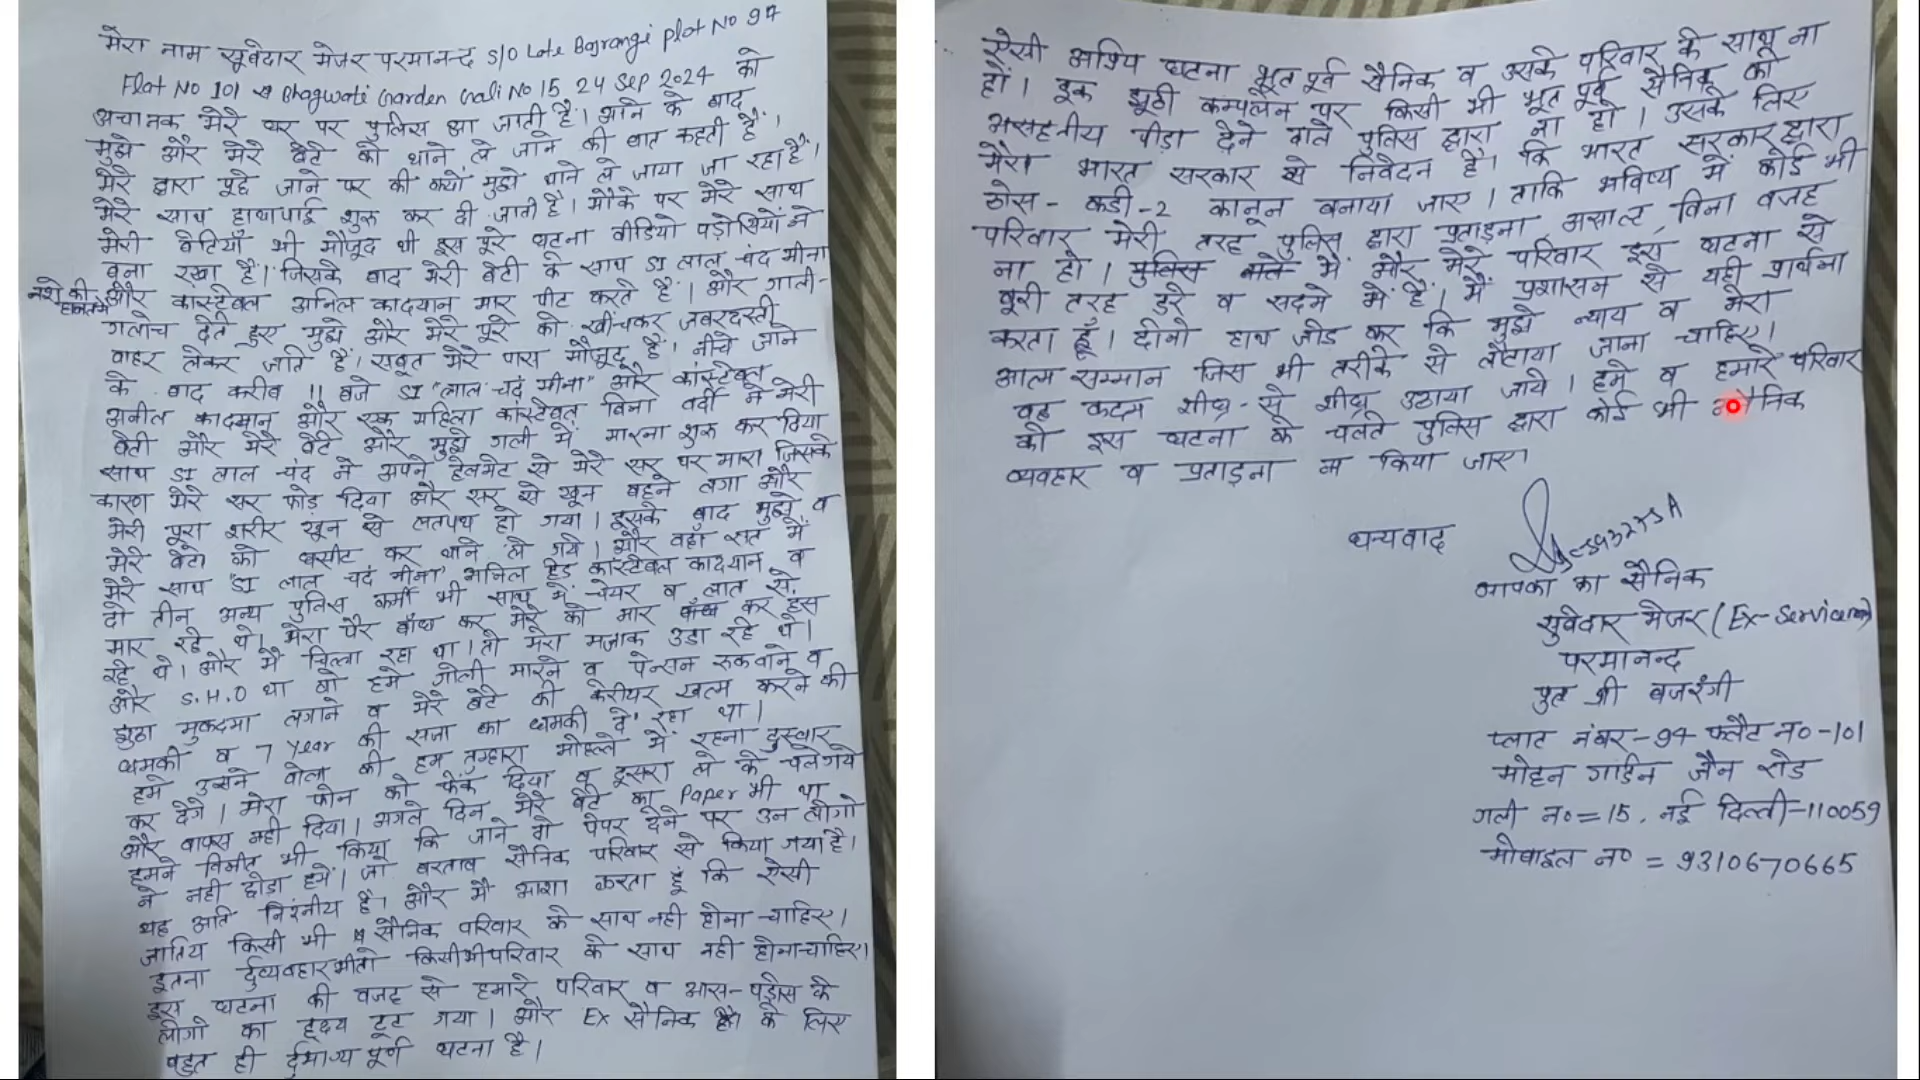 मेरा नाम सूबेदार मेजर परमानन्द S/O Late Bajrangi Plot No 94
Flat No 101 Bhagwati Garden Gali No 15 24 Sep 2024 को
अचानक मेरे घर पर पुलिस आ जाती है। आने के बाद
मुझे और मेरे बेटे को थाने ले जाने की बात कहती है।
मेरे द्वारा पूछे जाने पर की क्यों मुझे थाने ले जाया जा रहा है।
मेरे साथ हाथापाई शुरू कर दी जाती है। मौके पर मेरे साथ
मेरी बेटियाँ भी मौजूद थी इस पूरे घटना वीडियो पड़ोसियों ने
बना रखा है। जिसके बाद मेरी बेटी के साथ SI लाल चंद मीना
नशे की हालत में और कांस्टेबल अनिल कादयान मार पीट करते है। और गाली-
गलोच देते हुए मुझे और मेरे पूरे को खींचकर जबरदस्ती
बाहर लेकर जाते हैं। सबूत मेरे पास मौजूद है। नीचे जाने
के बाद करीब 11 बजे SI "लाल चंद मीना" और कांस्टेबल
अनील कादमान और एक महिला कांस्टेबल बिना वर्दी में मेरी
बेटी और मेरे बेटे और मुझे गली में मारना शुरू कर दिया
साथ SI लाल चंद ने अपने हेलमेट से मेरे सर पर मारा जिसके
कारण मेरे सर फोड़ दिया और सर से खून बहने लगा और
मेरी पूरा शरीर खून से लतपथ हो गया। इसके बाद मुझे व
मेरे बेटा को घसीट कर थाने ले गये। और वहाँ रात में
मेरे साथ "SI लाल चदं मीना" अनिल हेड कांस्टेबल कादयान व
दो तीन अन्य पुलिस कर्मी भी साथ में चेयर व लात से
मार रहे थे। मेरा पैर बाँध कर मेरे को मार कर हंस
रहे थे। और मैं चिल्ला रहा था। तो मेरा मजाक उड़ा रहे थे।
और S.H.O था वो हमे गोली मारने व पेन्सन रुकवाने व
झुठा मुकदमा लगाने व मेरे बेटे की केरीयर खत्म करने की
धमकी व 7 Year की सजा का धमकी दे रहा था।
हमे उसने बोला की हम तुम्हारा मोहल्ले में रहना दुस्वार
कर देंगे। मेरा फोन को फेंक दिया व दूसरा ले के चले गये
और वापस नही दिया। अगले दिन मेरे बेटे का Paper भी था
हमने विनीत भी किया कि जाने दो पेपर देने पर उन लोगो
ने नही छोडा हमें। जो बरताव सैनिक परिवार से किया गया है।
यह अति निदंनीय है। और मै आशा करता हूं कि ऐसी
जातिय किसी भी सैनिक परिवार के साथ नही होना चाहिए।
इतना र्दुव्यवहार भीतो किसीभी परिवार के साथ नही होना चाहिए।
इस घटना की वजह से हमारे परिवार व आस-पड़ोस के
लोगो का ह्रदय टूट गया। और EX सैनिक के लिए
बहुत ही र्दुभाग्य पूर्ण घटना है।
ऐसी अप्रिय घटना भूतपूर्व सैनिक व उसके परिवार के साथ ना
हों। इक झूठी कम्पलेन पर किसी भी भूत पूर्व सैनिक को
असहनीय पीड़ा देने वाले पुलिस द्वारा ना हो। उसके लिए
मेरा भारत सरकार से निवेदन है। कि भारत सरकार द्वारा
ठोस - कडी-2 कानून बनाया जाए। ताकि भविष्य में कोई भी
परिवार मेरी तरह पुलिस द्वारा प्रताड़ना असाल्ट बिना वजह
ना हो। में और मेरे परिवार इस घटना से
बूरी तरह डरे व सदमे में हैं। मैं प्रशासन से यही प्रार्थना
करता हूँ। दोनो हाथ जोड कर कि मुझे न्याय व मेरा
आत्म सम्मान जिस भी तरीके से लौटाया जाना चाहिए।
वह कदम शीघ्र-से शीघ्र उठाया जाये। हमे व हमारे परिवार
को इस घटना के चलते पुलिस द्वारा कोई भी
व्यवहार व प्रताड़ना न किया जाए।
धन्यवाद
आपका का सैनिक
सुबेदार मेजर (Ex-Serviceman)
परमानन्द
पुत्र श्री बजरंगी
प्लाट नंबर-94 फ्लैट न०-101
मोहन गार्डन जैन रोड
गली न०=15, नई दिल्ली-110059
मोबाइल न० = 9310670665